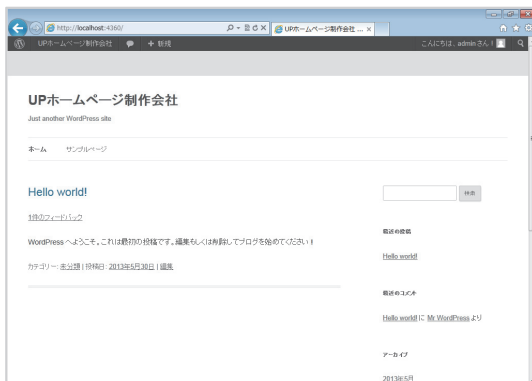 http://localhost:4360/
UPホームページ制作会社 ...
UPホームページ制作会社
+ 新規
こんにちは, admin さん!
UPホームページ制作会社
Just another WordPress site
ホーム
サンプルページ
Hello world!
検索
1件のフィードバック
WordPress へようこそ。これは最初の投稿です。編集もしくは削除してブログを始めてください !
最近の投稿
Hello world!
カテゴリー: 未分類 | 投稿日: 2013年5月30日 | 編集
最近のコメント
Hello world! に Mr WordPress より
アーカイブ
2013年5月